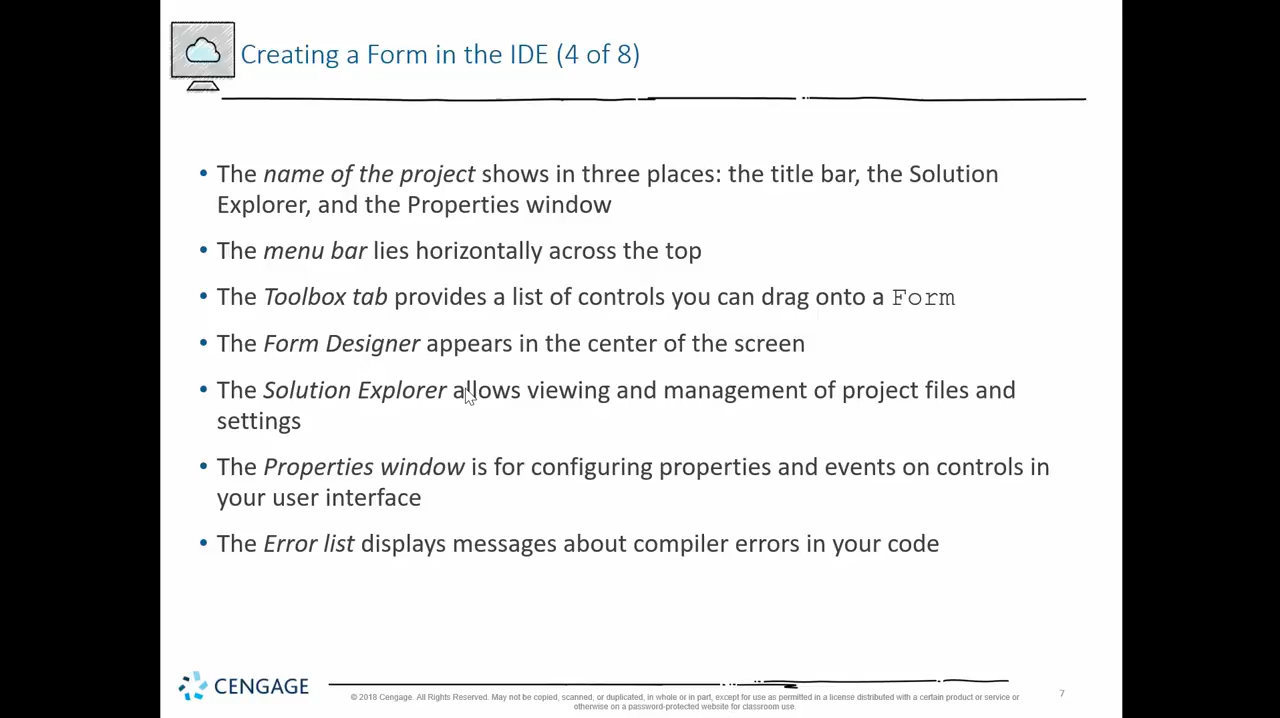 Creating a Form in the IDE (4 of 8)
• The name of the project shows in three places: the title bar, the Solution
Explorer, and the Properties window
• The menu bar lies horizontally across the top
• The Toolbox tab provides a list of controls you can drag onto a Form
• The Form Designer appears in the center of the screen
• The Solution Explorer allows viewing and management of project files and
settings
• The Properties window is for configuring properties and events on controls in
your user interface
• The Error list displays messages about compiler errors in your code
CENGAGE
© 2018 Cengage. All Rights Reserved. May not be copied, scanned, or duplicated, in whole or in part, except for use as permitted in a license distributed with a certain product or service or
otherwise on a password-protected website for classroom use.
7